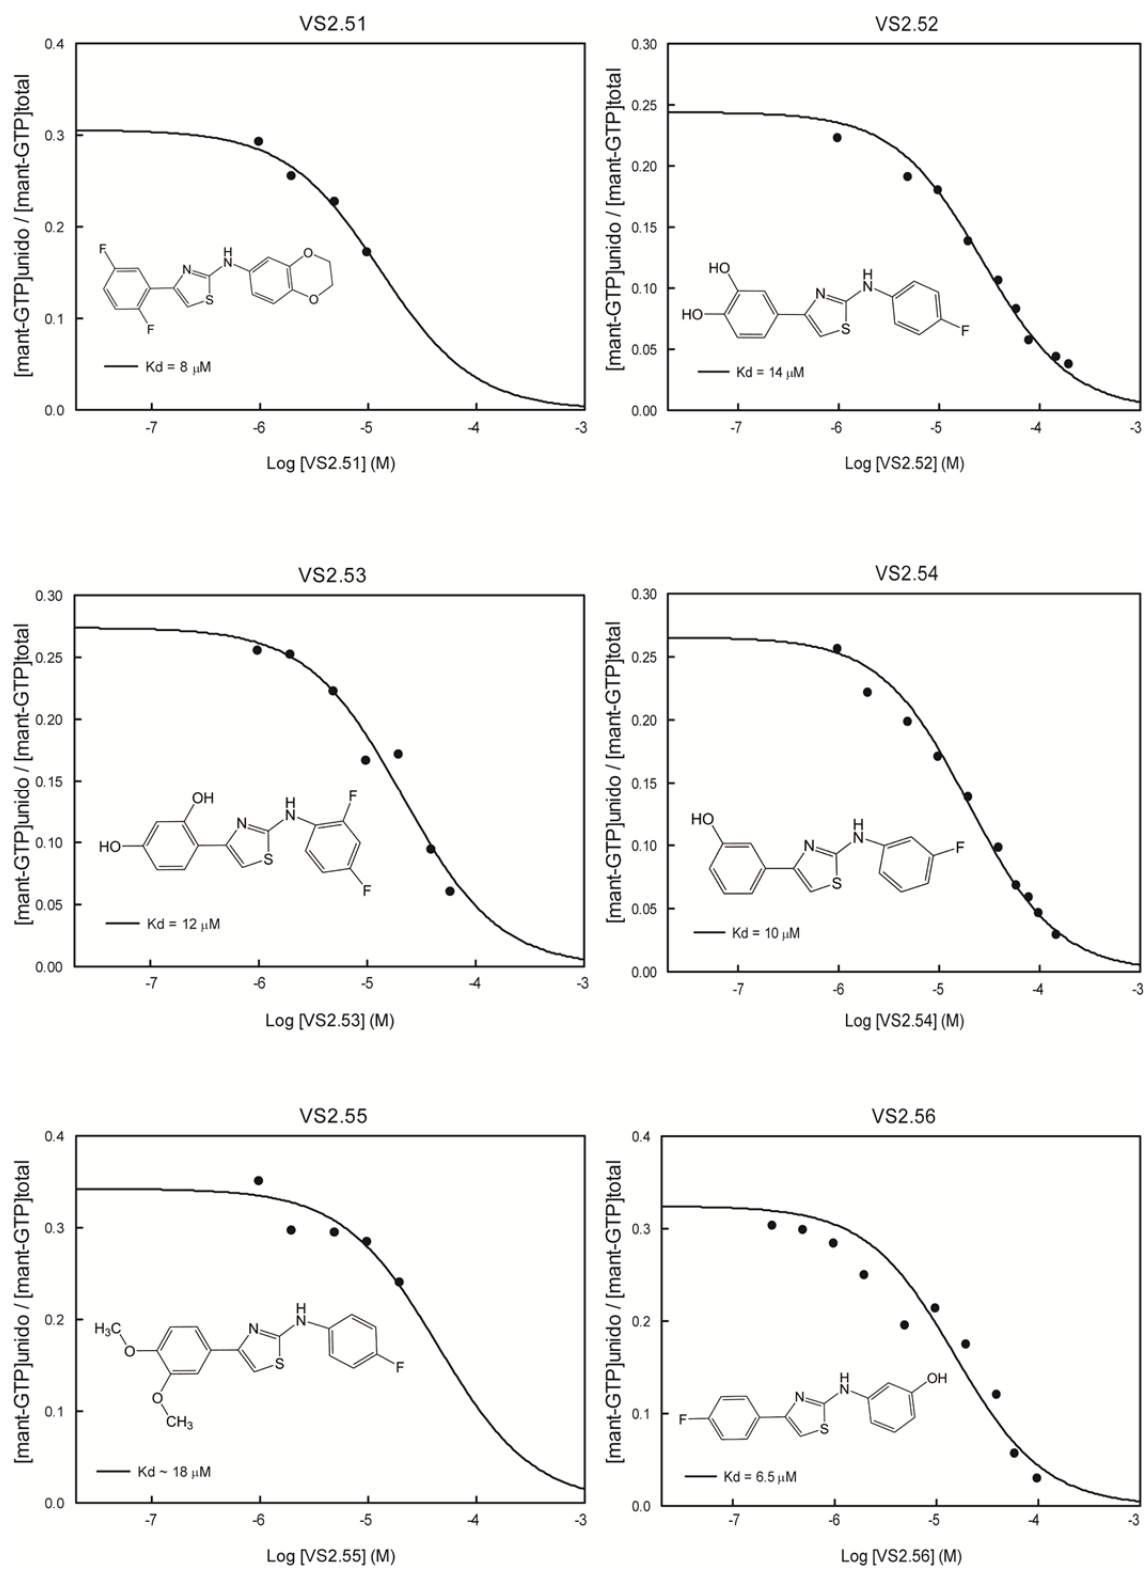 VS2.51
[mant-GTP]unido / [mant-GTP]total
0.4
0.3
0.2
0.1
0.0
F
F
N
S
H
N
O
O
Kd = 8 μM
-7
-6
-5
-4
-3
Log [VS2.51] (M)
VS2.52
[mant-GTP]unido / [mant-GTP]total
0.30
0.25
0.20
0.15
0.10
0.05
0.00
HO
HO
N
S
H
N
F
Kd = 14 μM
-7
-6
-5
-4
-3
Log [VS2.52] (M)
VS2.53
[mant-GTP]unido / [mant-GTP]total
0.30
0.25
0.20
0.15
0.10
0.05
0.00
OH
HO
N
S
H
N
F
F
Kd = 12 μM
-7
-6
-5
-4
-3
Log [VS2.53] (M)
VS2.54
[mant-GTP]unido / [mant-GTP]total
0.30
0.25
0.20
0.15
0.10
0.05
0.00
HO
N
S
H
N
F
Kd = 10 μM
-7
-6
-5
-4
-3
Log [VS2.54] (M)
VS2.55
[mant-GTP]unido / [mant-GTP]total
0.4
0.3
0.2
0.1
0.0
H3C
O
O
CH3
N
S
H
N
F
Kd ~ 18 μM
-7
-6
-5
-4
-3
Log [VS2.55] (M)
VS2.56
[mant-GTP]unido / [mant-GTP]total
0.4
0.3
0.2
0.1
0.0
F
N
S
H
N
OH
Kd = 6.5 μM
-7
-6
-5
-4
-3
Log [VS2.56] (M)